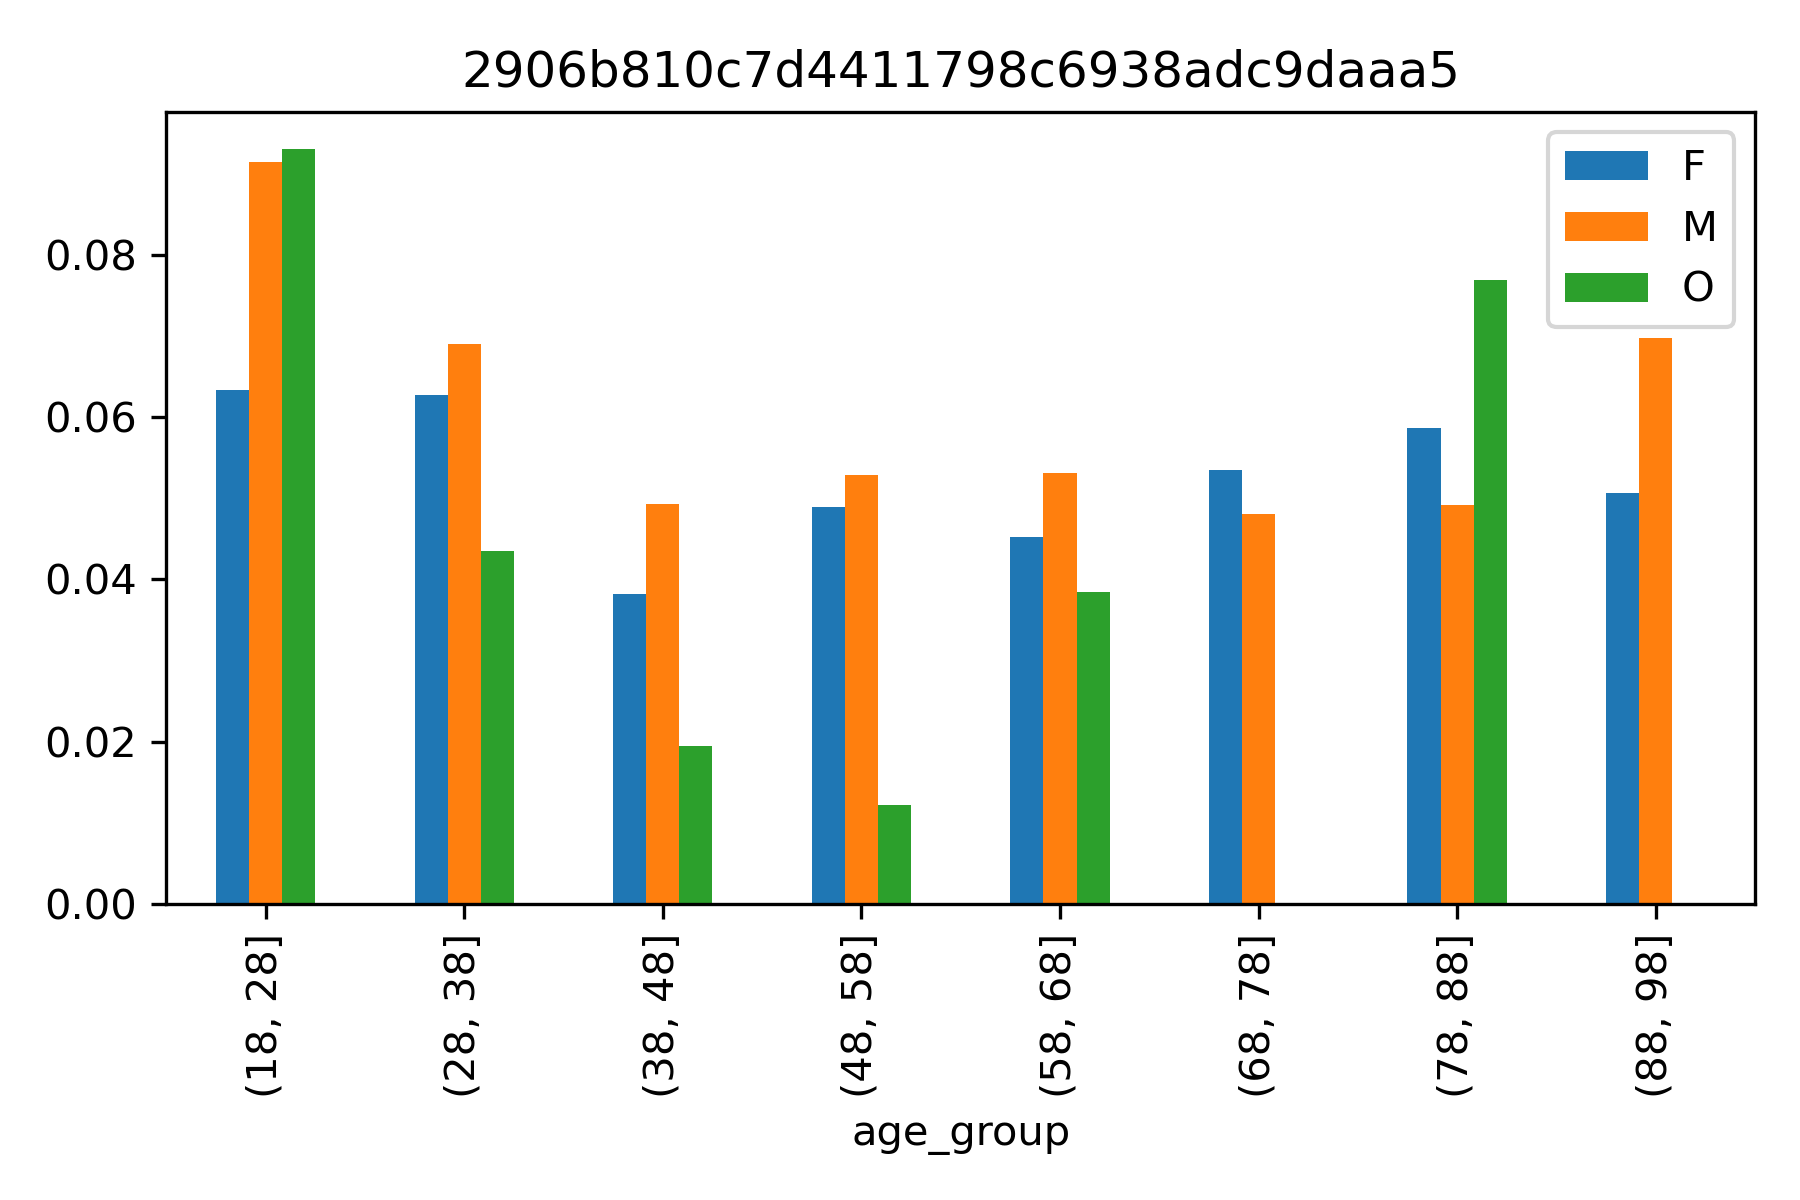 2906b810c7d4411798c6938adc9daaa5
F
M
O
0.08
0.06
0.04
0.02
0.00
(18, 28]
(28, 38]
(38, 48]
(48, 58]
(58, 68]
(68, 78]
(78, 88]
(88, 98]
age_group